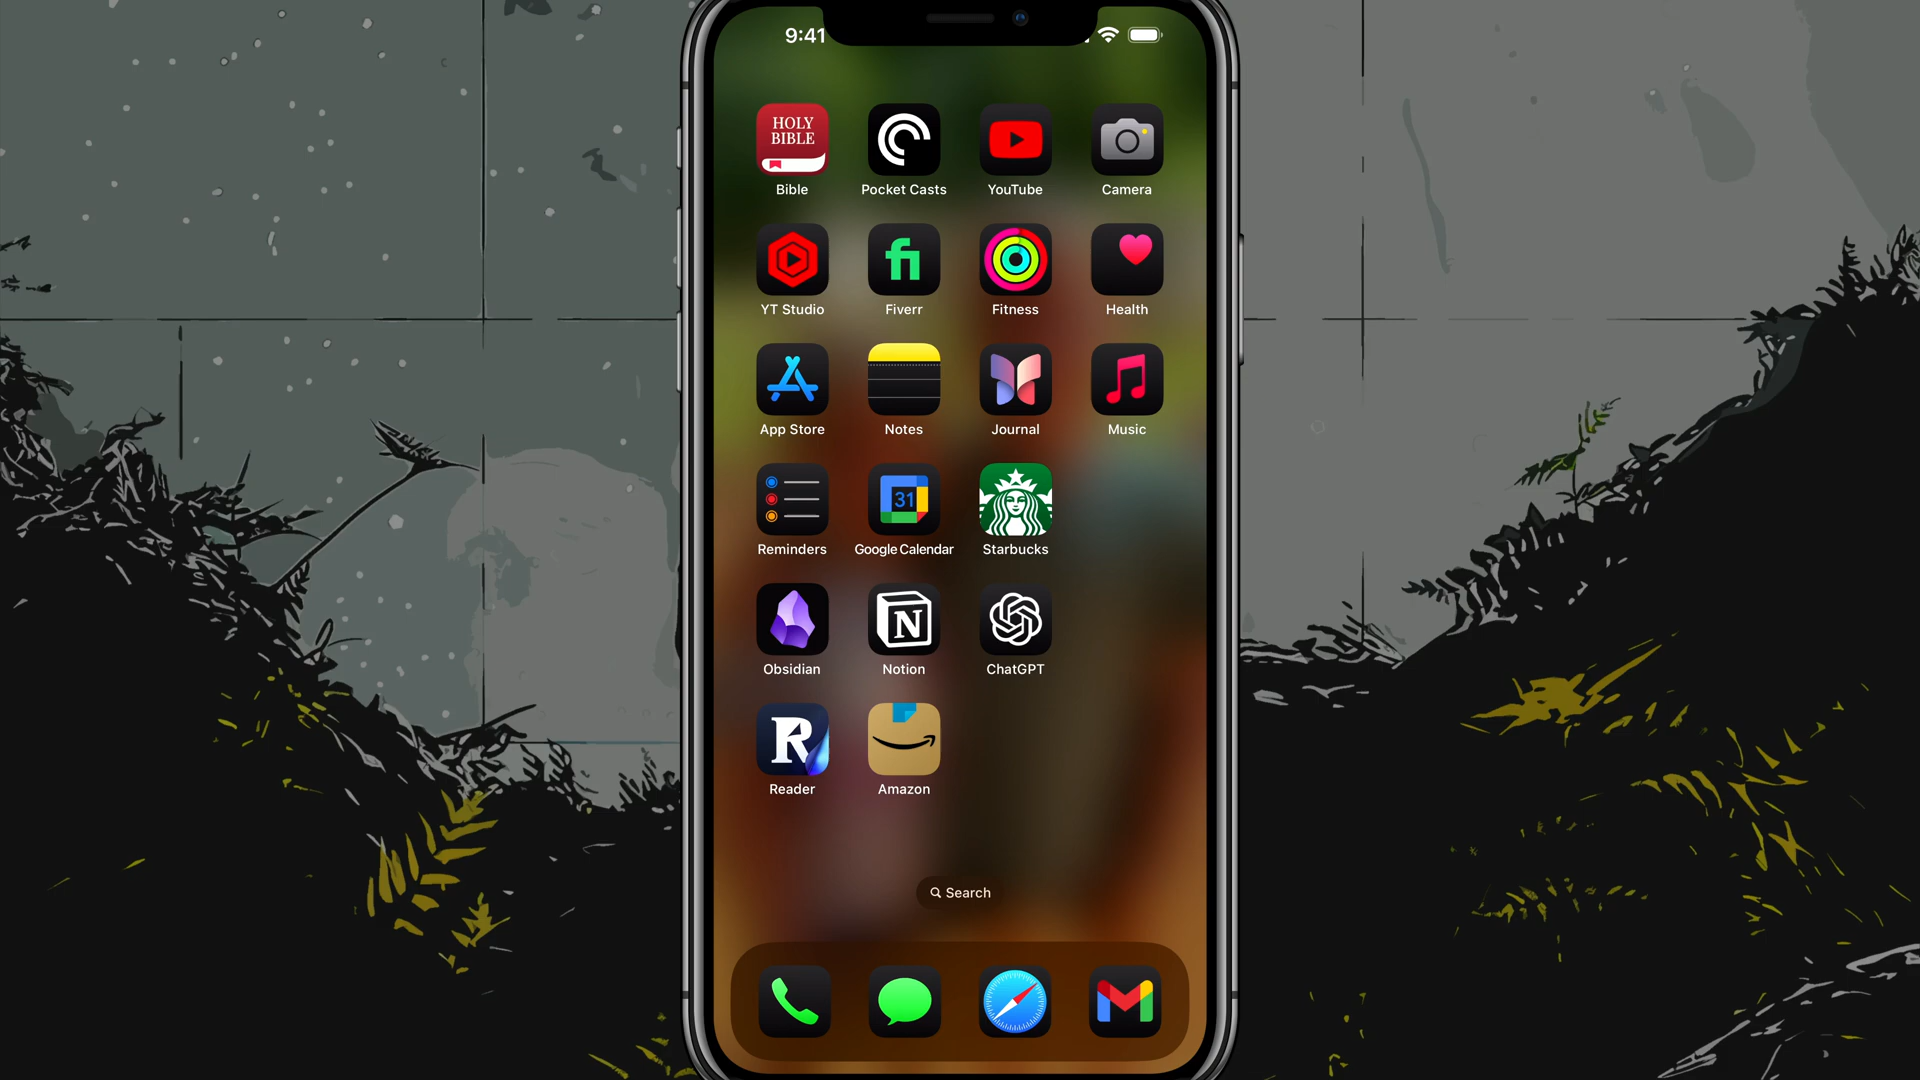 9:41
HOLY
BIBLE
Bible
Pocket Casts
YouTube
Camera
fi
YT Studio
Fiverr
Fitness
Health
App Store
Notes
Journal
Music
31
Reminders
Google Calendar
Starbucks
N
Obsidian
Notion
ChatGPT
R
Reader
Amazon
Search